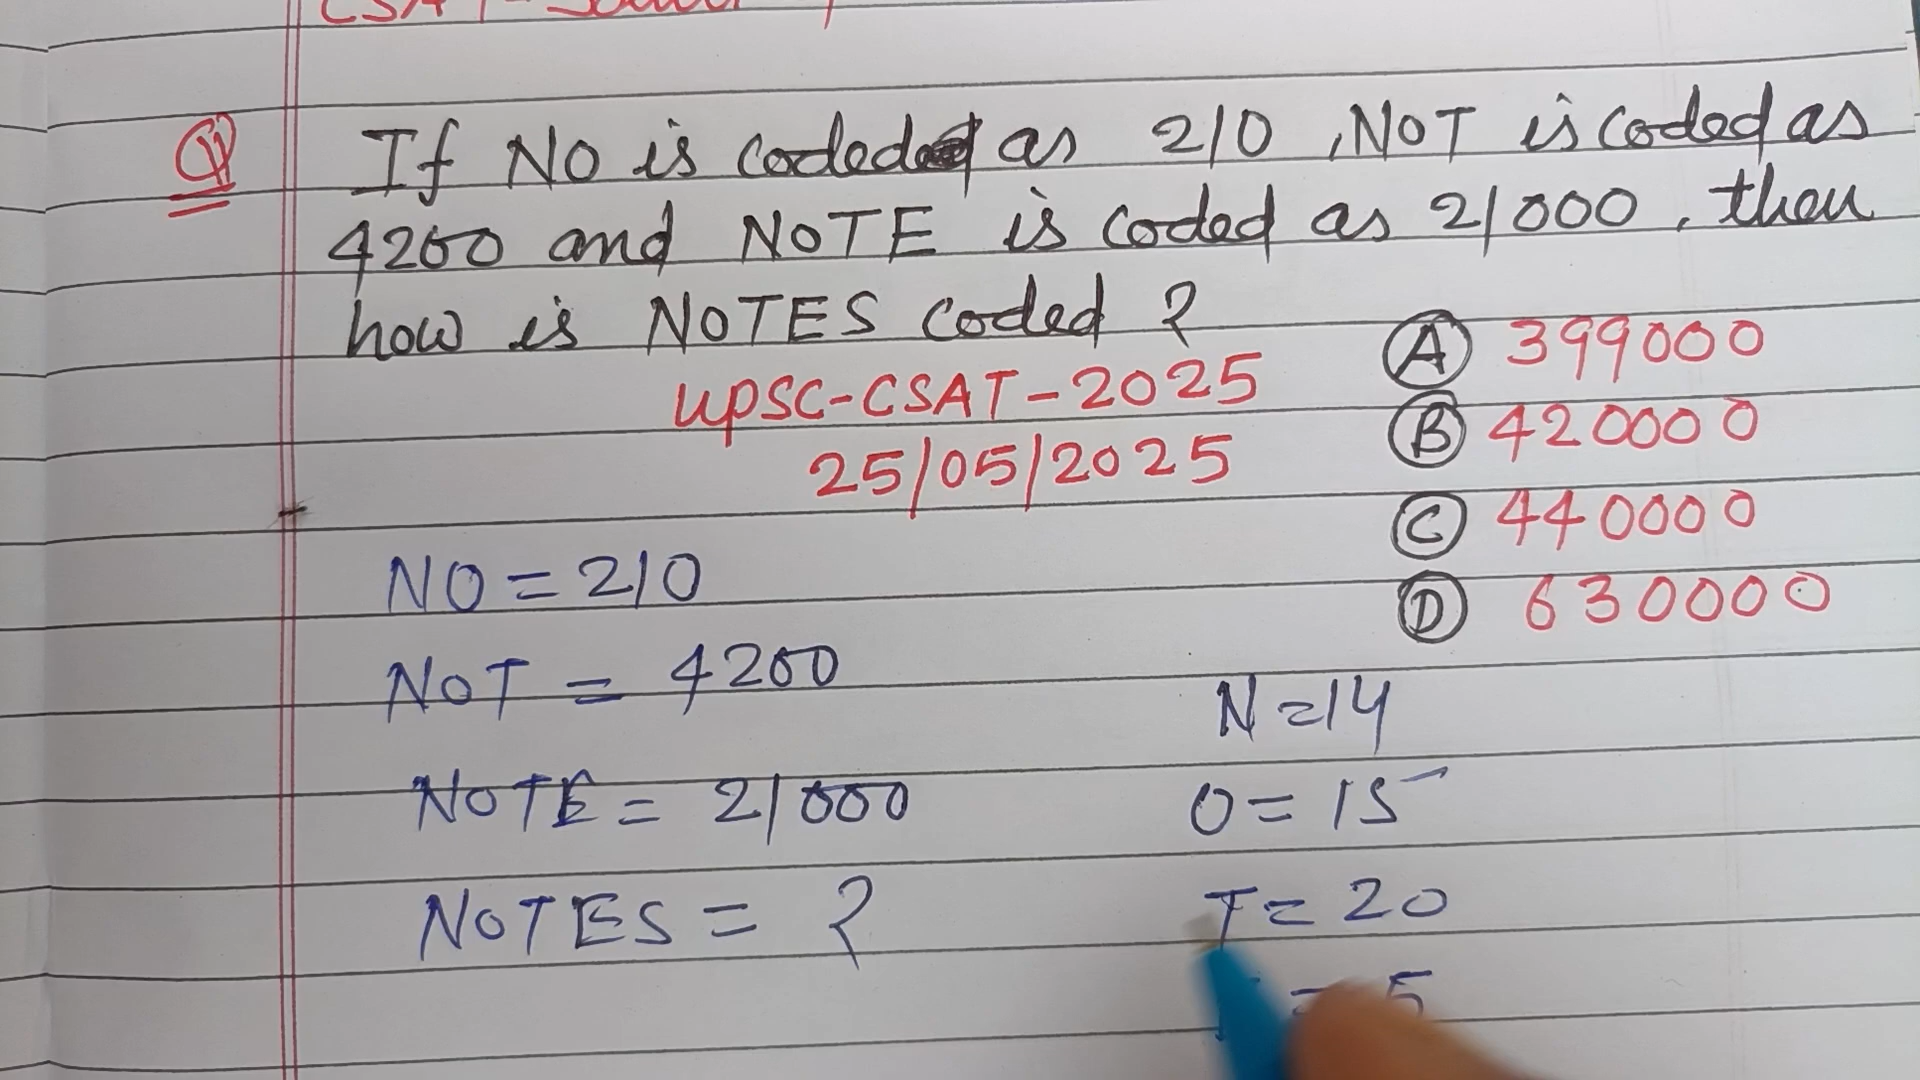 Q If NO is coded as 210, NOT is coded as
4200 and NOTE is coded as 21000, then
how is NOTES coded?
UPSC-CSAT-2025
25/05/2025
A 399000
B 420000
C 440000
D 630000
NO = 210
NOT = 4200
NOTE = 21000
NOTES = ?
N = 14
O = 15
T = 20
= 5